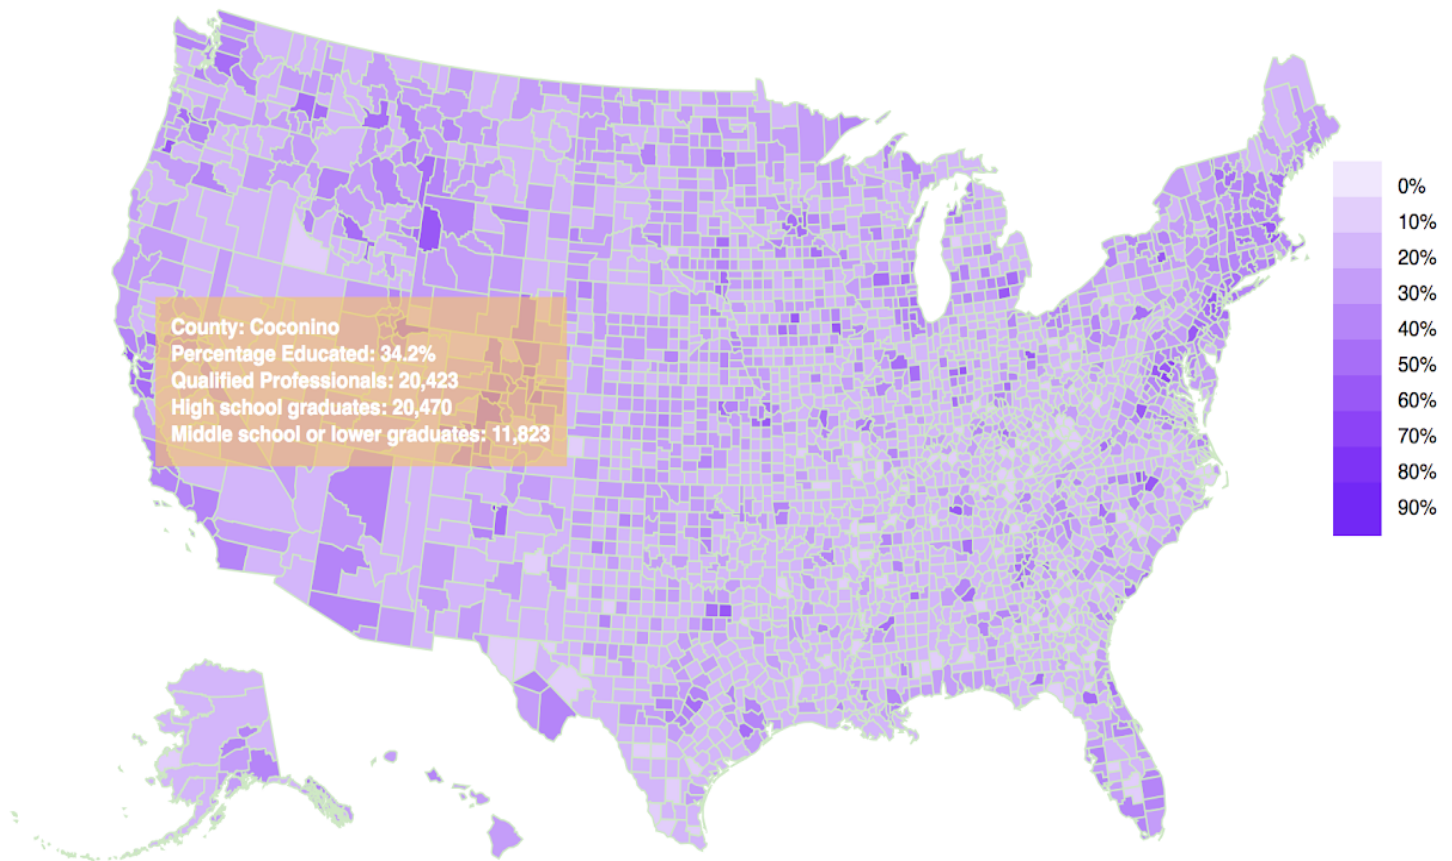 County: Coconino
Percentage Educated: 34.2%
Qualified Professionals: 20,423
High school graduates: 20,470
Middle school or lower graduates: 11,823
0%
10%
20%
30%
40%
50%
60%
70%
80%
90%